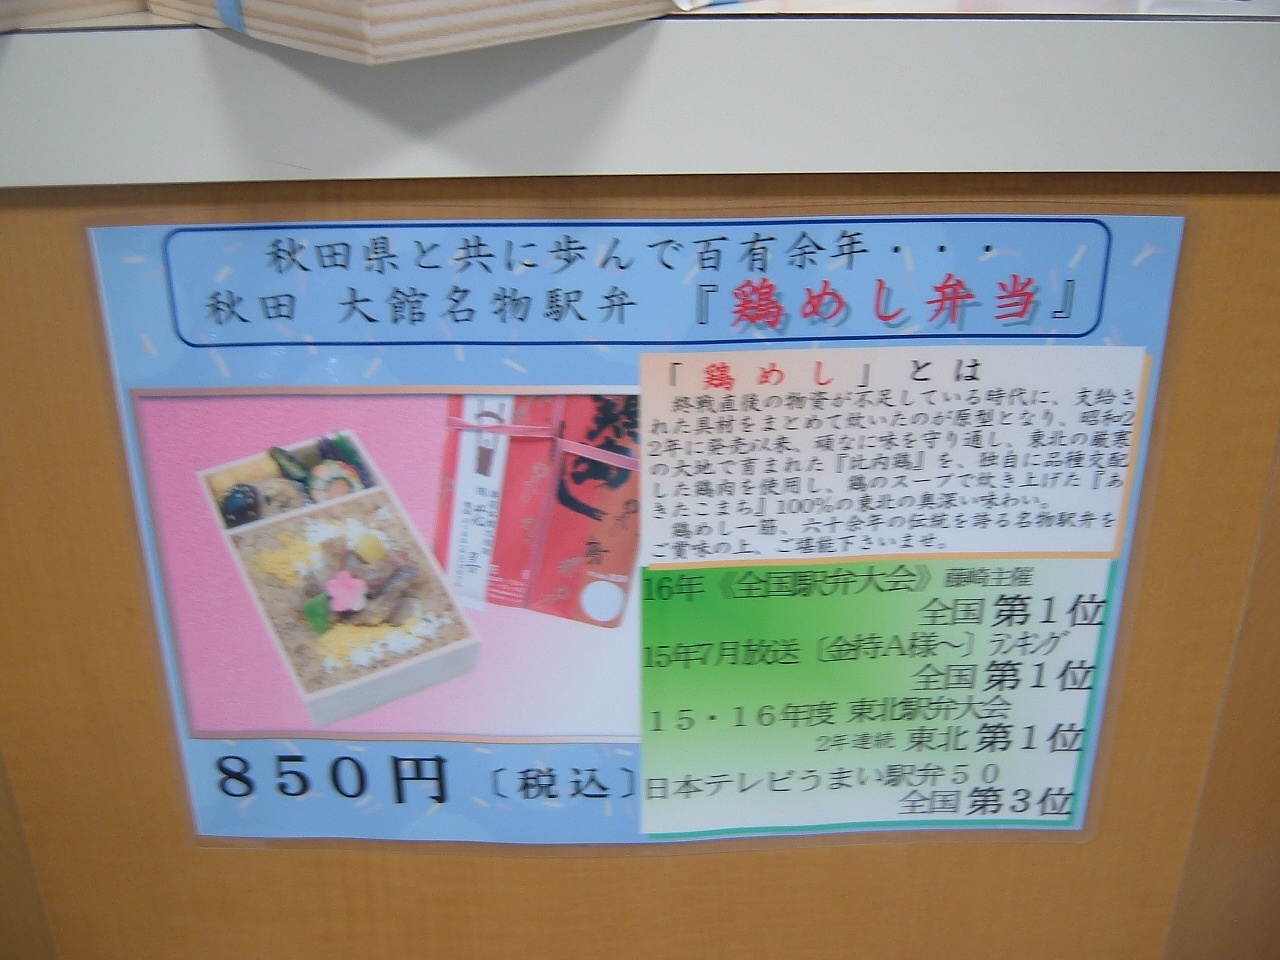 秋田県と共に歩んで百有余年・・・
秋田 大館名物駅弁 『鶏めし弁当』
「鶏めし」とは
終戦直後の物資が不足している時代に、支給さ
れた具材をまとめて炊いたのが原型となり、昭和2
2年に発売以来、頑なに味を守り通し、東北の厳寒
の大地で育まれた『比内鶏』を、独自に品種交配
した鶏肉を使用し、鶏のスープで炊き上げた『あ
きたこまち』100%の東北の奥深い味わい。
鶏めし一筋、六十余年の伝統を誇る名物駅弁を
ご賞味の上、ご堪能下さいませ。
16年《全国駅弁大会》藤崎主催
全国 第1位
15年7月放送〔金持A様～〕ランキング
全国 第1位
15・16年度 東北駅弁大会
2年連続 東北 第1位
日本テレビうまい駅弁50
全国 第3位
850円〔税込〕